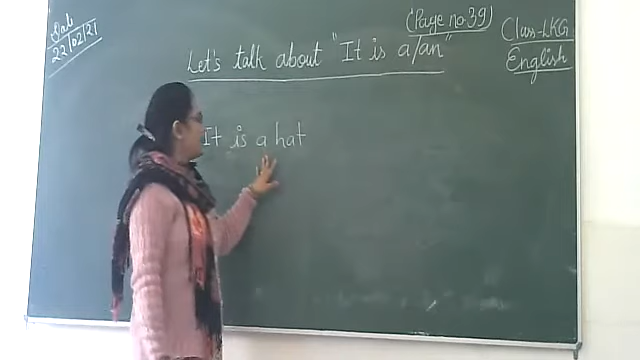 Date
22/02/21
(Page no.39)
Class-LKG
English
Let's talk about "It is a/an"
It is a hat